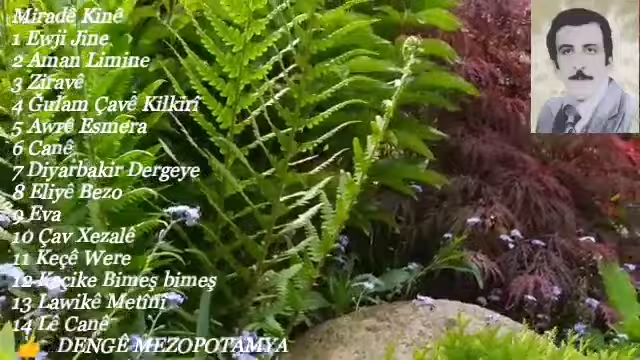 Miradê Kinê
1 Ewji Jine
2 Aman Limine
3 Ziravê
4 Gulam Çavê Kilkirî
5 Awrê Esmera
6 Canê
7 Diyarbakir Dergeye
8 Eliyê Bezo
9 Eva
10 Çav Xezalê
11 Keçê Were
12 Keçike Bimeş bimeş
13 Lawikê Metînî
14 Lê Canê
DENGÊ MEZOPOTAMYA